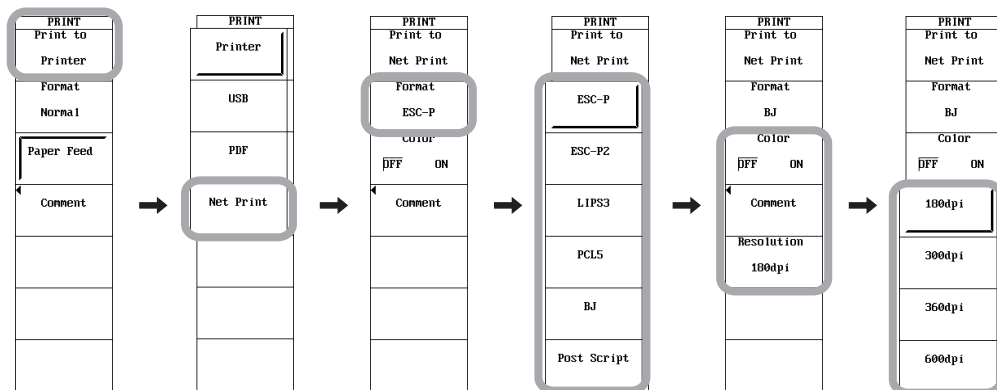 PRINT
Print to
Printer
Format
Normal
Paper Feed
Comment
PRINT
Printer
USB
PDF
Net Print
PRINT
Print to
Net Print
Format
ESC-P
Color
OFF ON
Comment
PRINT
Print to
Net Print
ESC-P
ESC-P2
LIPS3
PCL5
BJ
Post Script
PRINT
Print to
Net Print
Format
BJ
Color
OFF ON
Comment
Resolution
180dpi
PRINT
Print to
Net Print
Format
BJ
Color
OFF ON
180dpi
300dpi
360dpi
600dpi